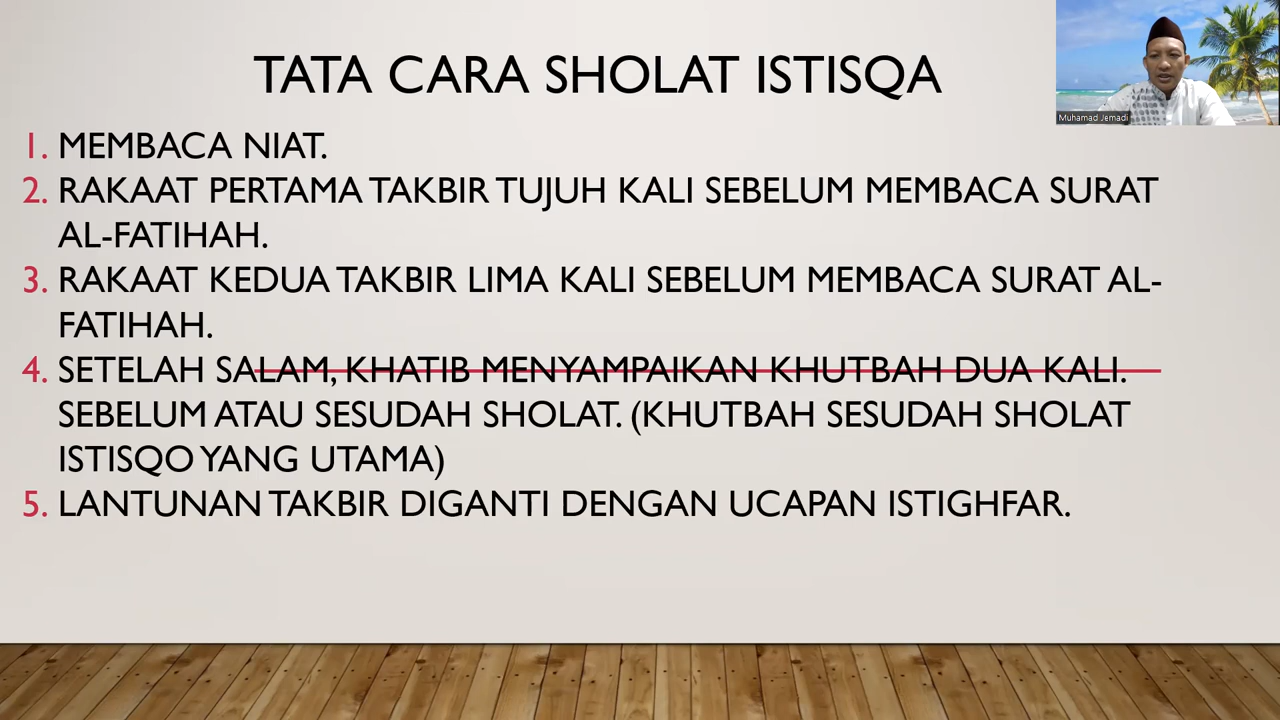 TATA CARA SHOLAT ISTISQA
Muhamad Jemadi
1. MEMBACA NIAT.
2. RAKAAT PERTAMA TAKBIR TUJUH KALI SEBELUM MEMBACA SURAT
AL-FATIHAH.
3. RAKAAT KEDUA TAKBIR LIMA KALI SEBELUM MEMBACA SURAT AL-
FATIHAH.
4. SETELAH SALAM, KHATIB MENYAMPAIKAN KHUTBAH DUA KALI.
SEBELUM ATAU SESUDAH SHOLAT. (KHUTBAH SESUDAH SHOLAT
ISTISQO YANG UTAMA)
5. LANTUNAN TAKBIR DIGANTI DENGAN UCAPAN ISTIGHFAR.